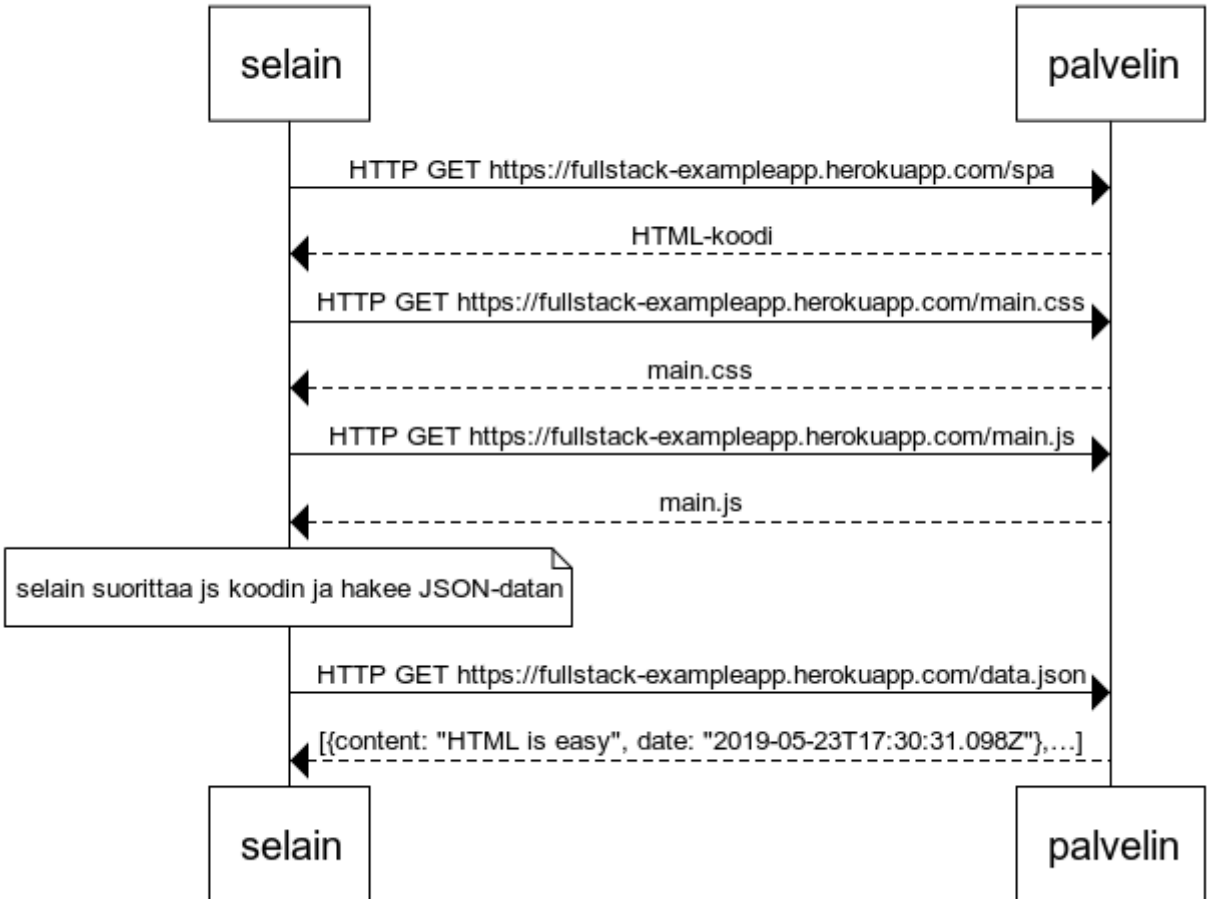 selain
palvelin
HTTP GET https://fullstack-exampleapp.herokuapp.com/spa
HTML-koodi
HTTP GET https://fullstack-exampleapp.herokuapp.com/main.css
main.css
HTTP GET https://fullstack-exampleapp.herokuapp.com/main.js
main.js
selain suorittaa js koodin ja hakee JSON-datan
HTTP GET https://fullstack-exampleapp.herokuapp.com/data.json
[{content: "HTML is easy", date: "2019-05-23T17:30:31.098Z"},...]
selain
palvelin